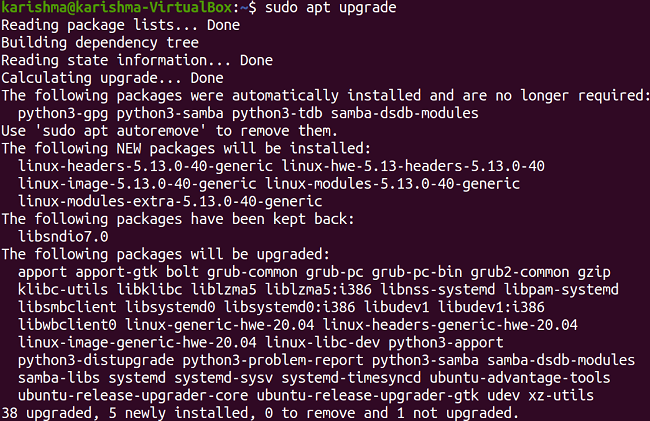 karishma@karishma-VirtualBox:~$ sudo apt upgrade
Reading package lists... Done
Building dependency tree
Reading state information... Done
Calculating upgrade... Done
The following packages were automatically installed and are no longer required:
  python3-gpg python3-samba python3-tdb samba-dsdb-modules
Use 'sudo apt autoremove' to remove them.
The following NEW packages will be installed:
  linux-headers-5.13.0-40-generic linux-hwe-5.13-headers-5.13.0-40
  linux-image-5.13.0-40-generic linux-modules-5.13.0-40-generic
  linux-modules-extra-5.13.0-40-generic
The following packages have been kept back:
  libsndio7.0
The following packages will be upgraded:
  apport apport-gtk bolt grub-common grub-pc grub-pc-bin grub2-common gzip
  klibc-utils libklibc liblzma5 liblzma5:i386 libnss-systemd libpam-systemd
  libsmbclient libsystemd0 libsystemd0:i386 libudev1 libudev1:i386
  libwbclient0 linux-generic-hwe-20.04 linux-headers-generic-hwe-20.04
  linux-image-generic-hwe-20.04 linux-libc-dev python3-apport
  python3-distupgrade python3-problem-report python3-samba samba-dsdb-modules
  samba-libs systemd systemd-sysv systemd-timesyncd ubuntu-advantage-tools
  ubuntu-release-upgrader-core ubuntu-release-upgrader-gtk udev xz-utils
38 upgraded, 5 newly installed, 0 to remove and 1 not upgraded.